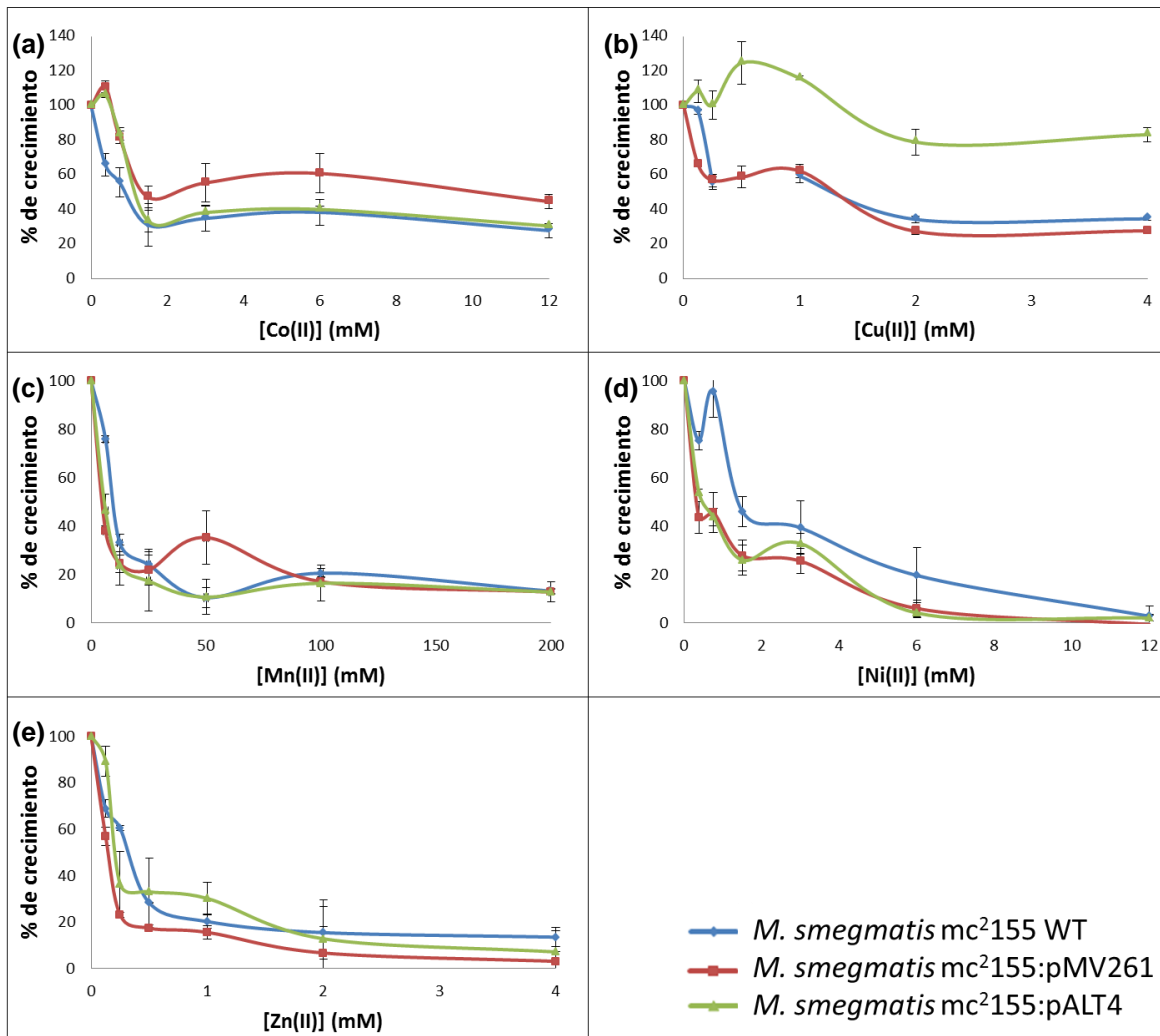 (a)
% de crecimiento
140
120
100
80
60
40
20
0
0 2 4 6 8 10 12
[Co(II)] (mM)
(b)
% de crecimiento
140
120
100
80
60
40
20
0
0 1 2 3 4
[Cu(II)] (mM)
(c)
% de crecimiento
100
80
60
40
20
0
0 50 100 150 200
[Mn(II)] (mM)
(d)
% de crecimiento
100
80
60
40
20
0
0 2 4 6 8 10 12
[Ni(II)] (mM)
(e)
% de crecimiento
100
80
60
40
20
0
0 1 2 3 4
[Zn(II)] (mM)
M. smegmatis mc²155 WT
M. smegmatis mc²155:pMV261
M. smegmatis mc²155:pALT4